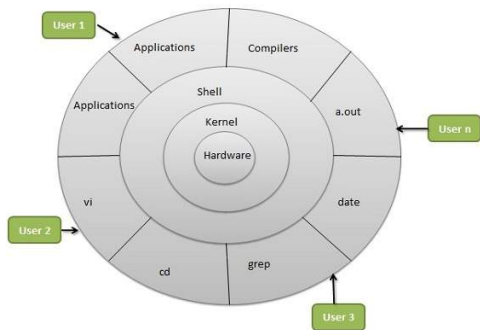 User 1
Applications
Compilers
Applications
Shell
a.out
Kernel
User n
Hardware
vi
date
User 2
cd
grep
User 3